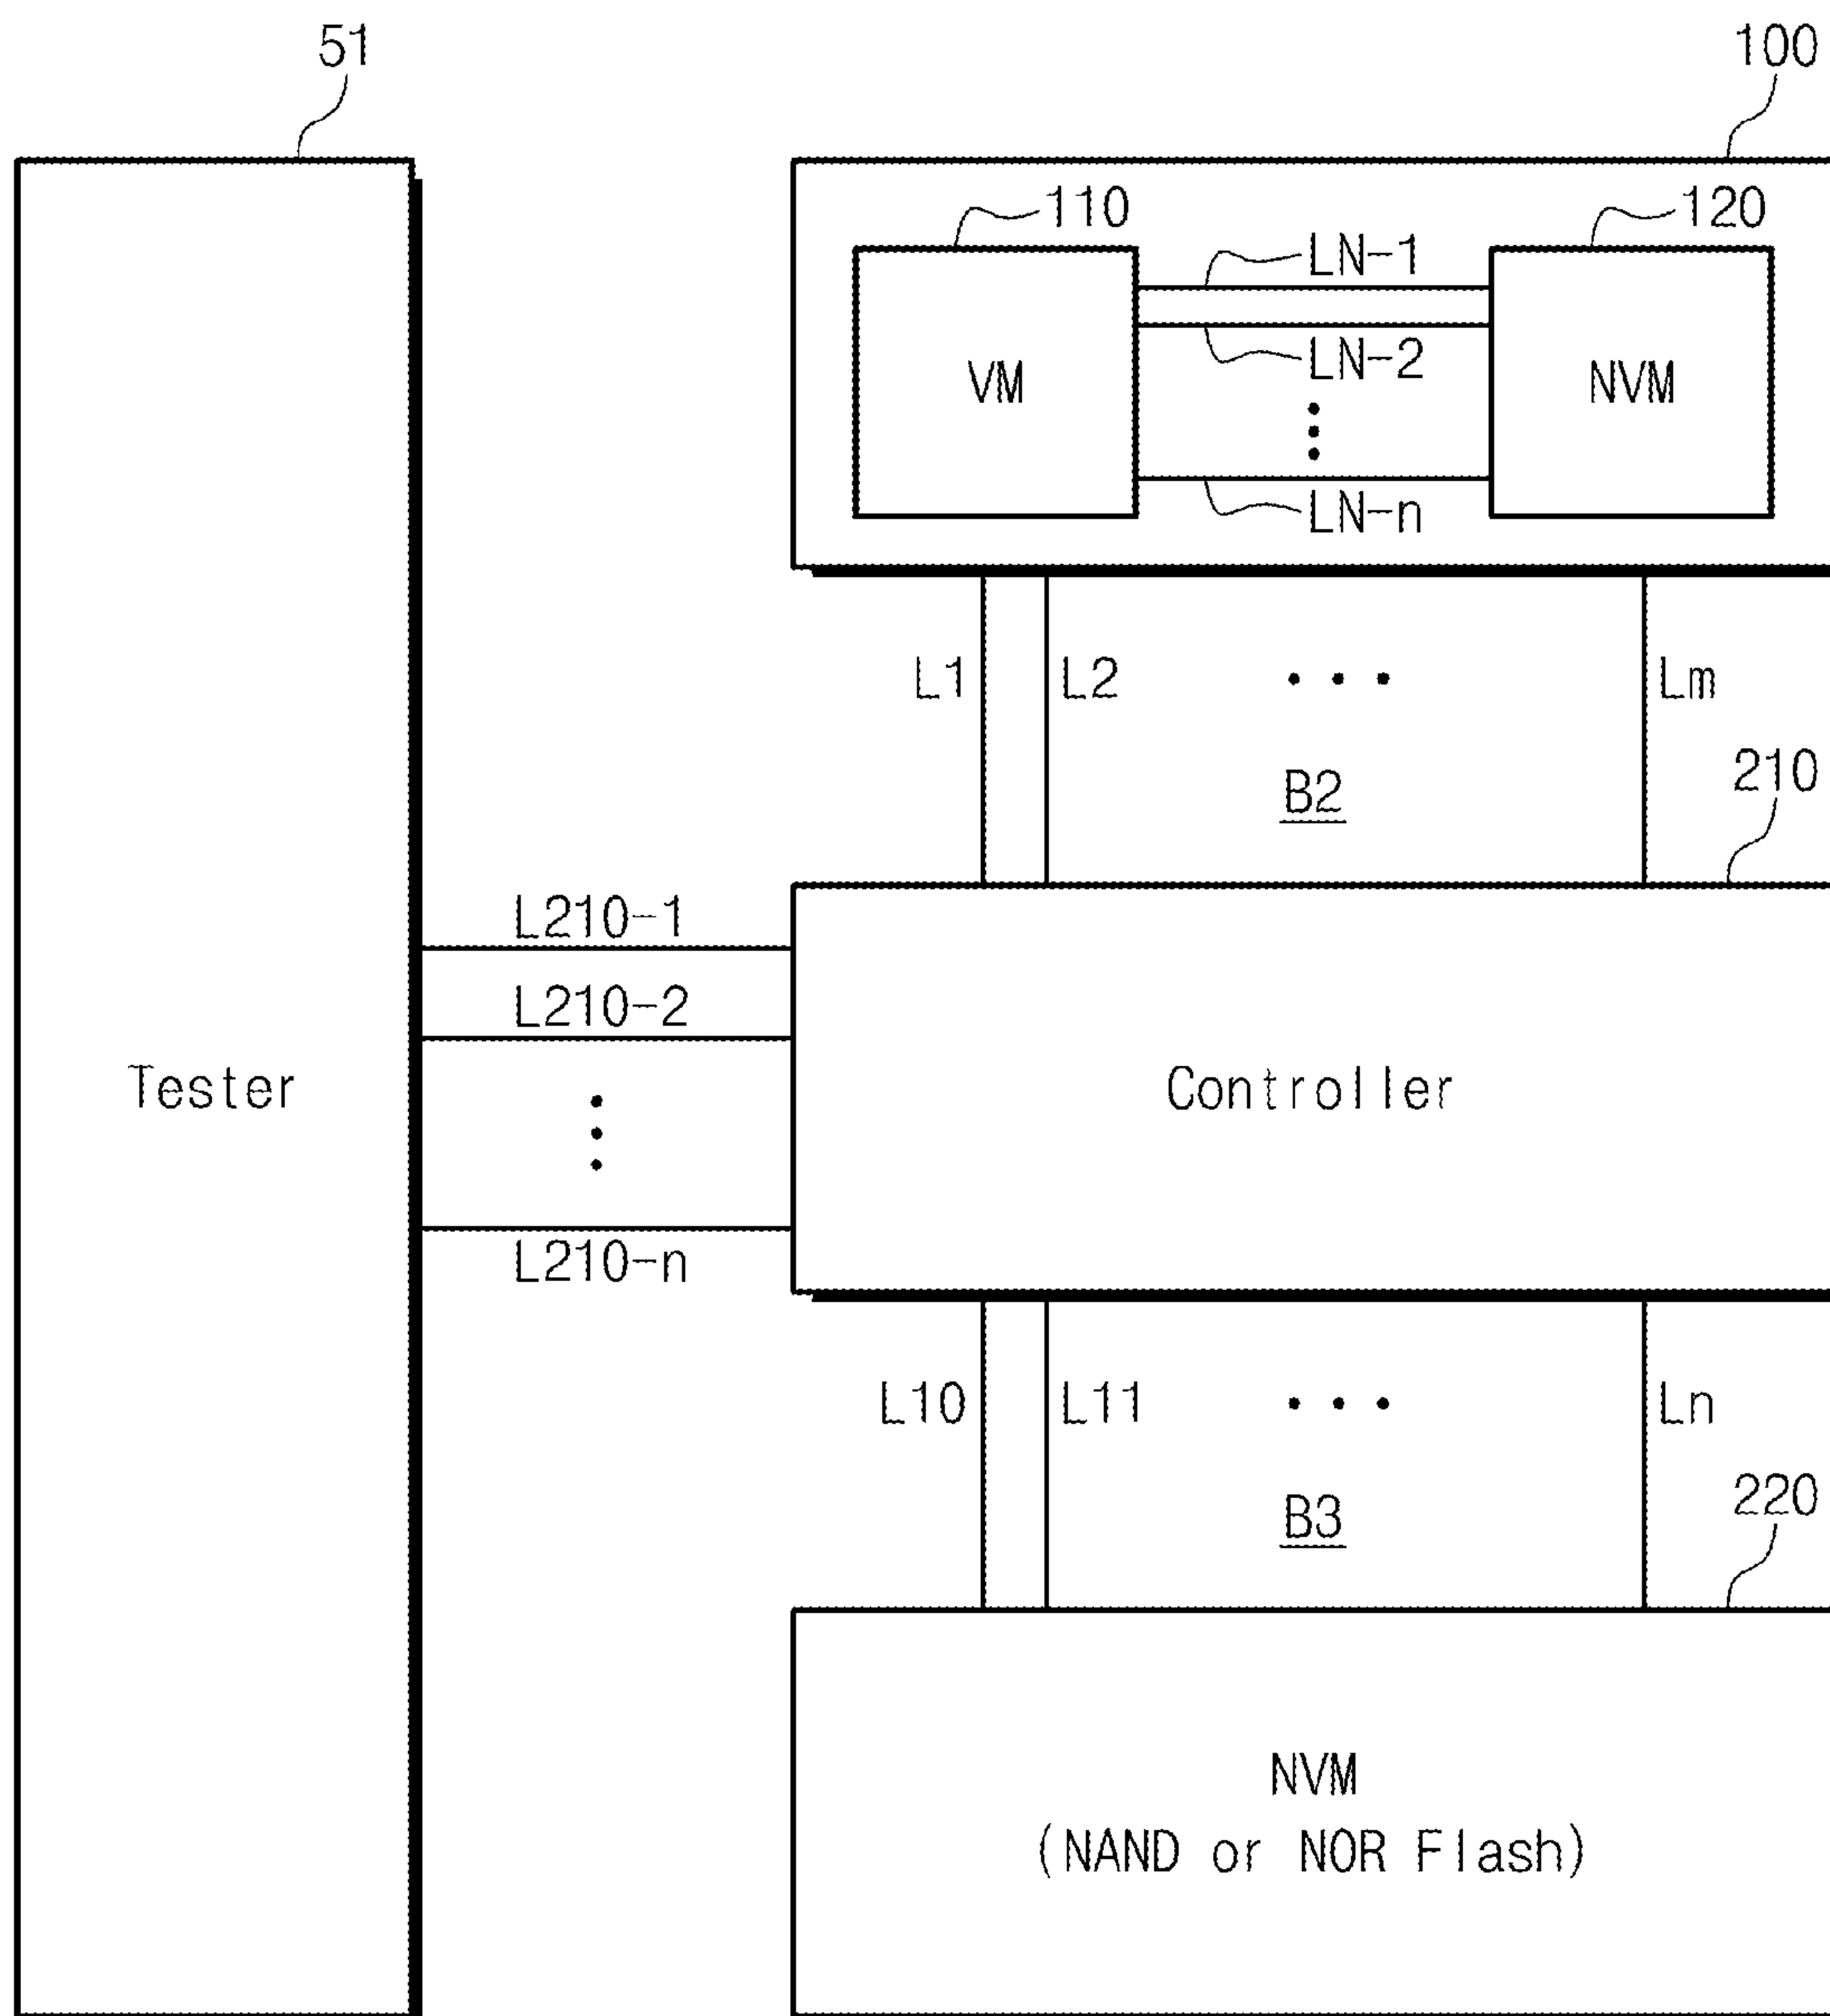 51
100
110
120
LN-1
LN-2
VM
NVM
LN-n
L1
L2
Lm
B2
210
L210-1
L210-2
Tester
Controller
L210-n
L10
L11
Ln
B3
220
NVM
(NAND or NOR Flash)